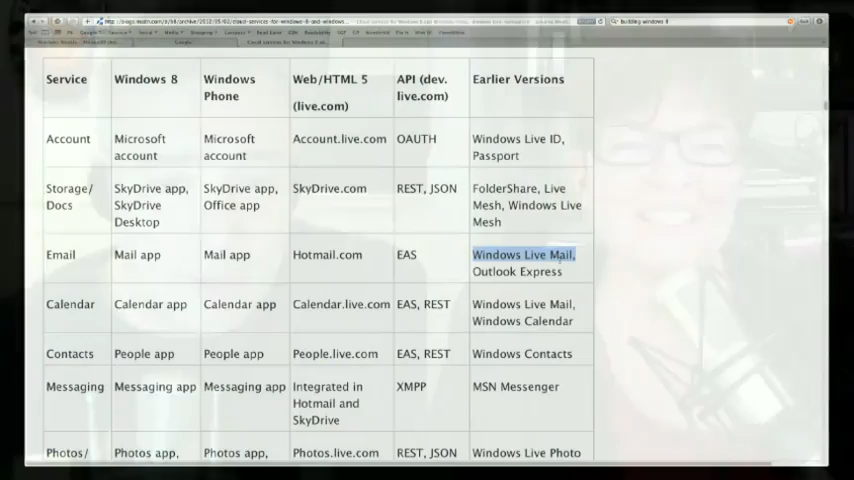 building windows 8
Service
Windows 8
Windows
Phone
Web/HTML 5
(live.com)
API (dev.
live.com)
Earlier Versions
Account
Microsoft
account
Microsoft
account
Account.live.com
OAUTH
Windows Live ID,
Passport
Storage/
Docs
SkyDrive app,
SkyDrive
Desktop
SkyDrive app,
Office app
SkyDrive.com
REST, JSON
FolderShare, Live
Mesh, Windows Live
Mesh
Email
Mail app
Mail app
Hotmail.com
EAS
Windows Live Mail,
Outlook Express
Calendar
Calendar app
Calendar app
Calendar.live.com
EAS, REST
Windows Live Mail,
Windows Calendar
Contacts
People app
People app
People.live.com
EAS, REST
Windows Contacts
Messaging
Messaging app
Messaging app
Integrated in
Hotmail and
SkyDrive
XMPP
MSN Messenger
Photos/
Photos app,
Photos app,
Photos.live.com
REST, JSON
Windows Live Photo